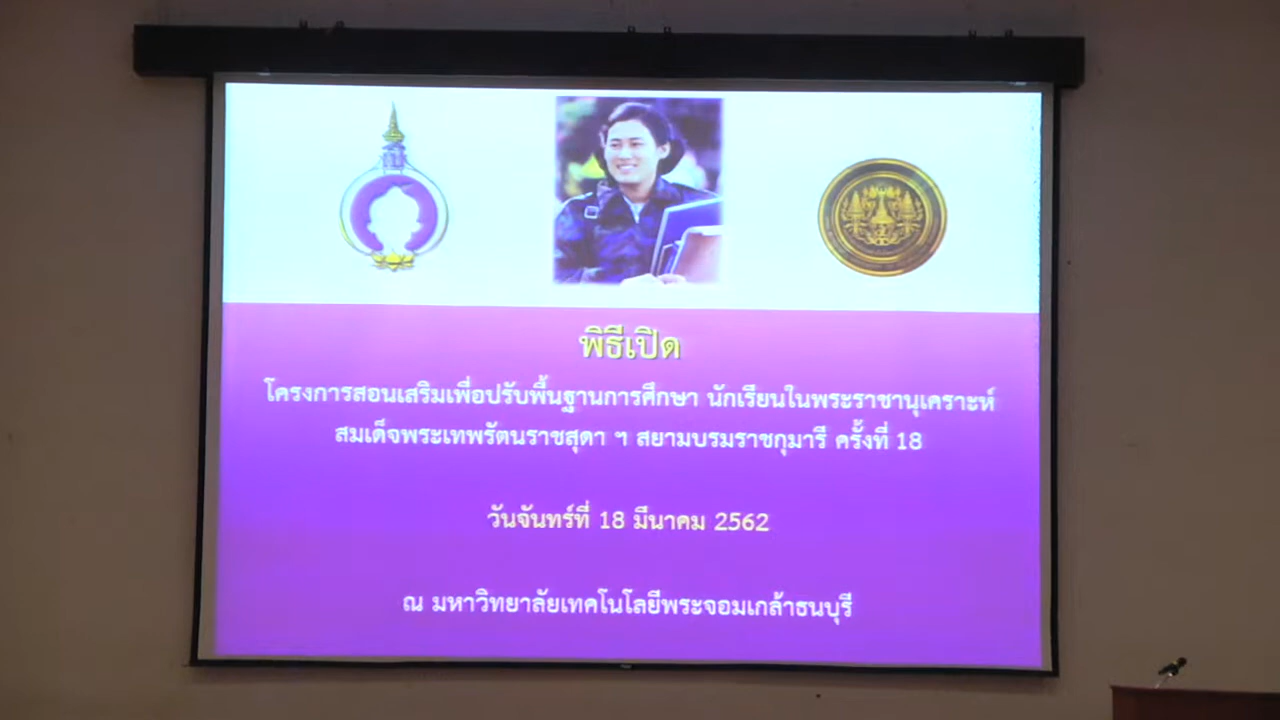 พิธีเปิด
โครงการสอนเสริมเพื่อปรับพื้นฐานการศึกษา นักเรียนในพระราชานุเคราะห์
สมเด็จพระเทพรัตนราชสุดา ฯ สยามบรมราชกุมารี ครั้งที่ 18
วันจันทร์ที่ 18 มีนาคม 2562
ณ มหาวิทยาลัยเทคโนโลยีพระจอมเกล้าธนบุรี